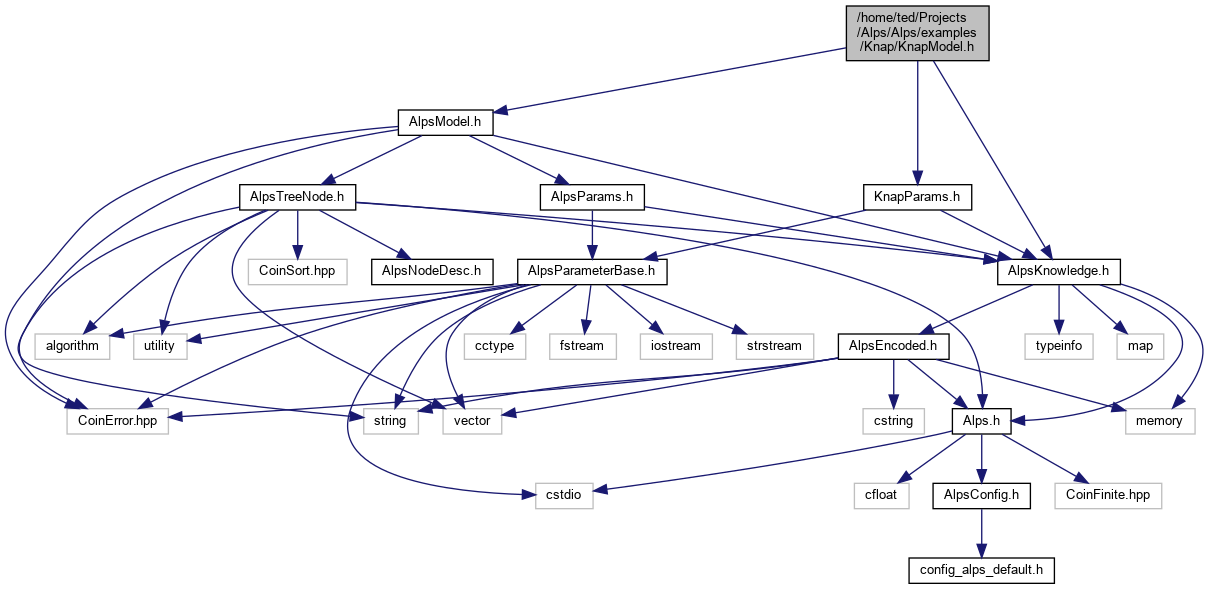 /home/ted/Projects
/Alps/Alps/examples
/Knap/KnapModel.h
AlpsModel.h
AlpsTreeNode.h
AlpsParams.h
KnapParams.h
CoinSort.hpp
AlpsNodeDesc.h
AlpsParameterBase.h
AlpsKnowledge.h
algorithm
utility
cctype
fstream
iostream
strstream
AlpsEncoded.h
typeinfo
map
CoinError.hpp
string
vector
cstring
Alps.h
memory
cstdio
cfloat
AlpsConfig.h
CoinFinite.hpp
config_alps_default.h